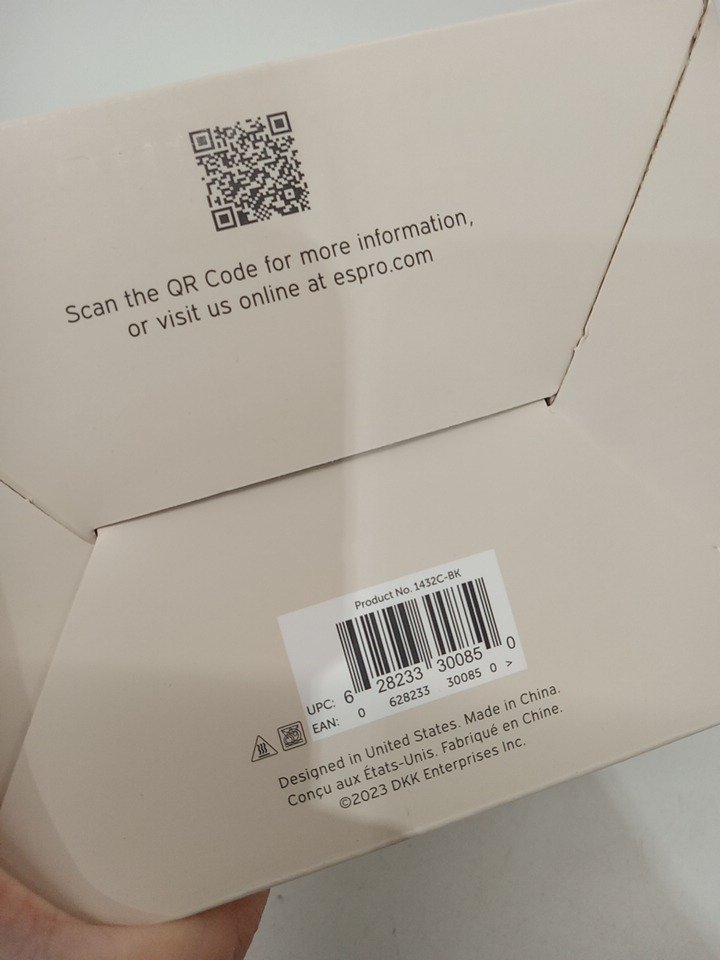 Scan the QR Code for more information,
or visit us online at espro.com
Product No. 1432C-BK
UPC: 6 28233 30085 0
EAN: 0 628233 30085 0 >
Designed in United States. Made in China.
Conçu aux États-Unis. Fabriqué en Chine.
©2023 DKK Enterprises Inc.